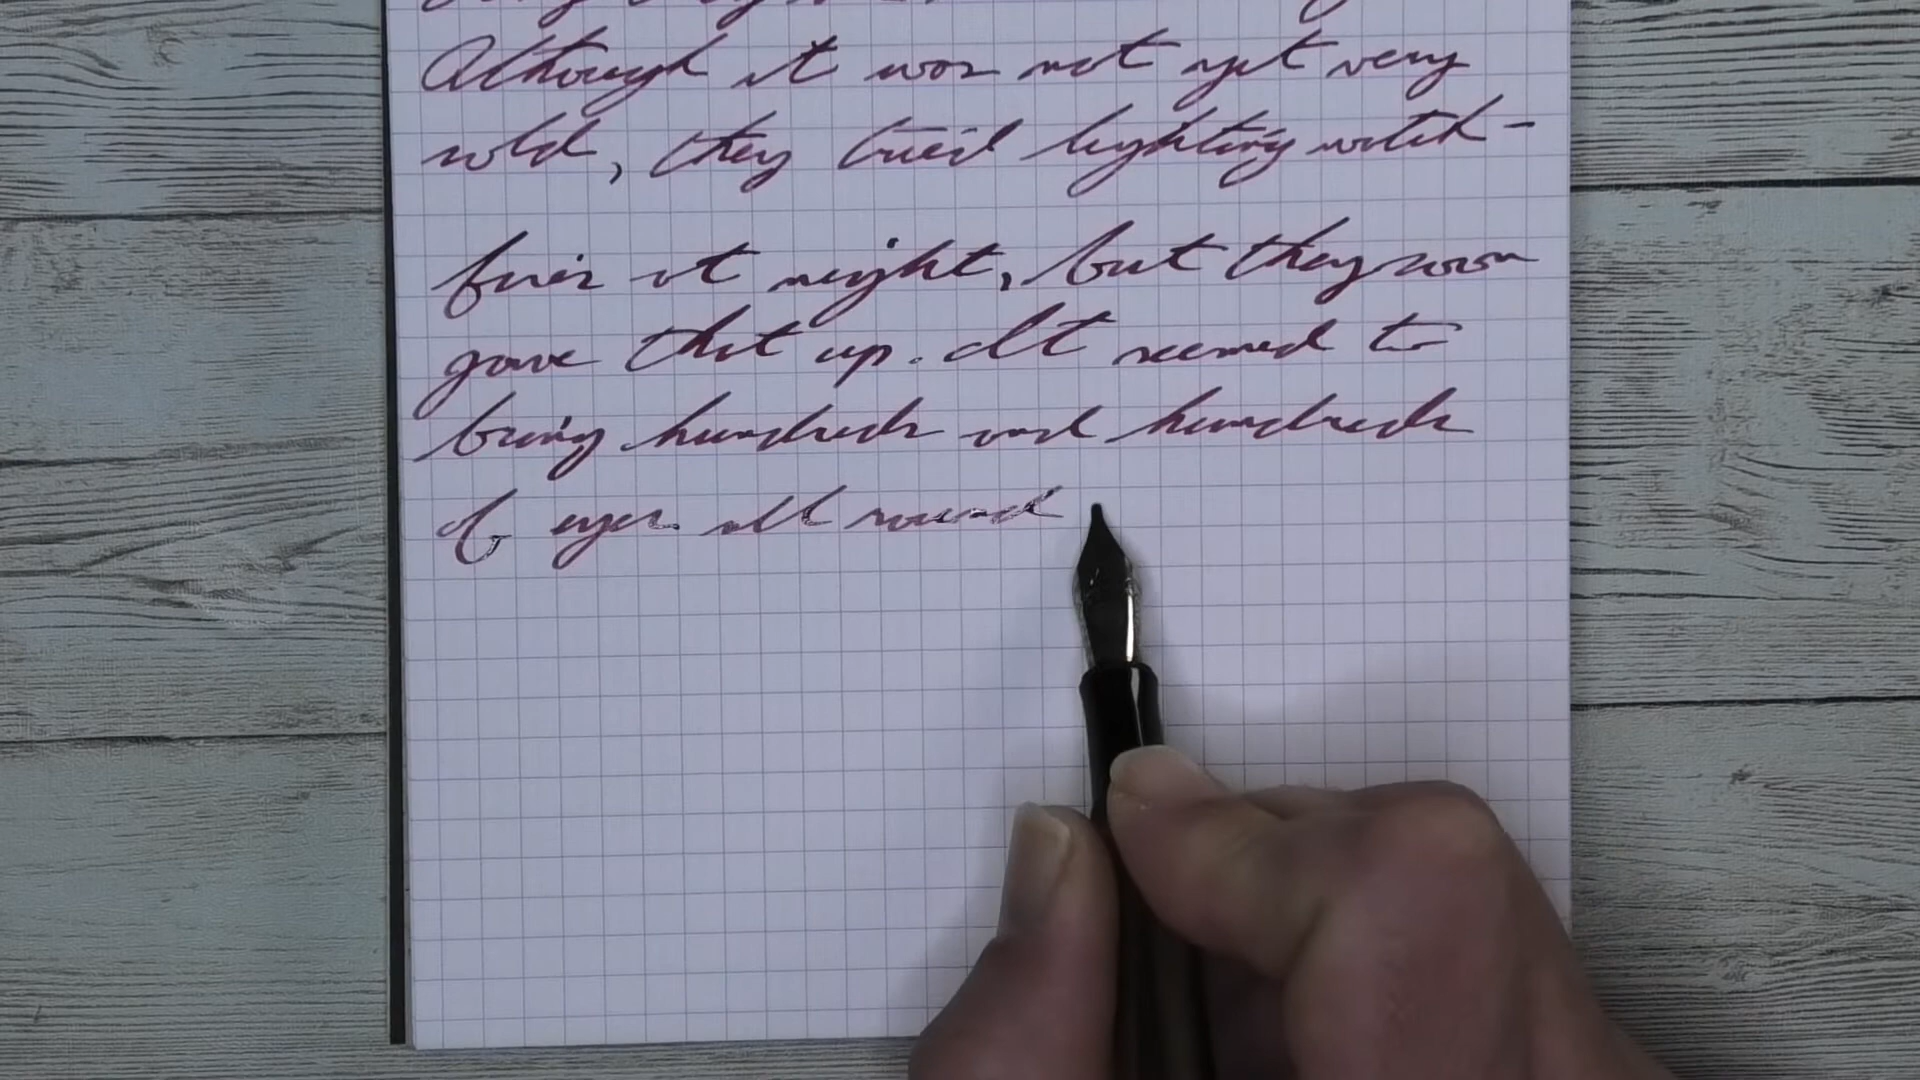 Although it was not yet very
cold, they tried lighting watch-
fires at night, but they soon
gave that up. It seemed to
bring hundreds and hundreds
of eyes all round